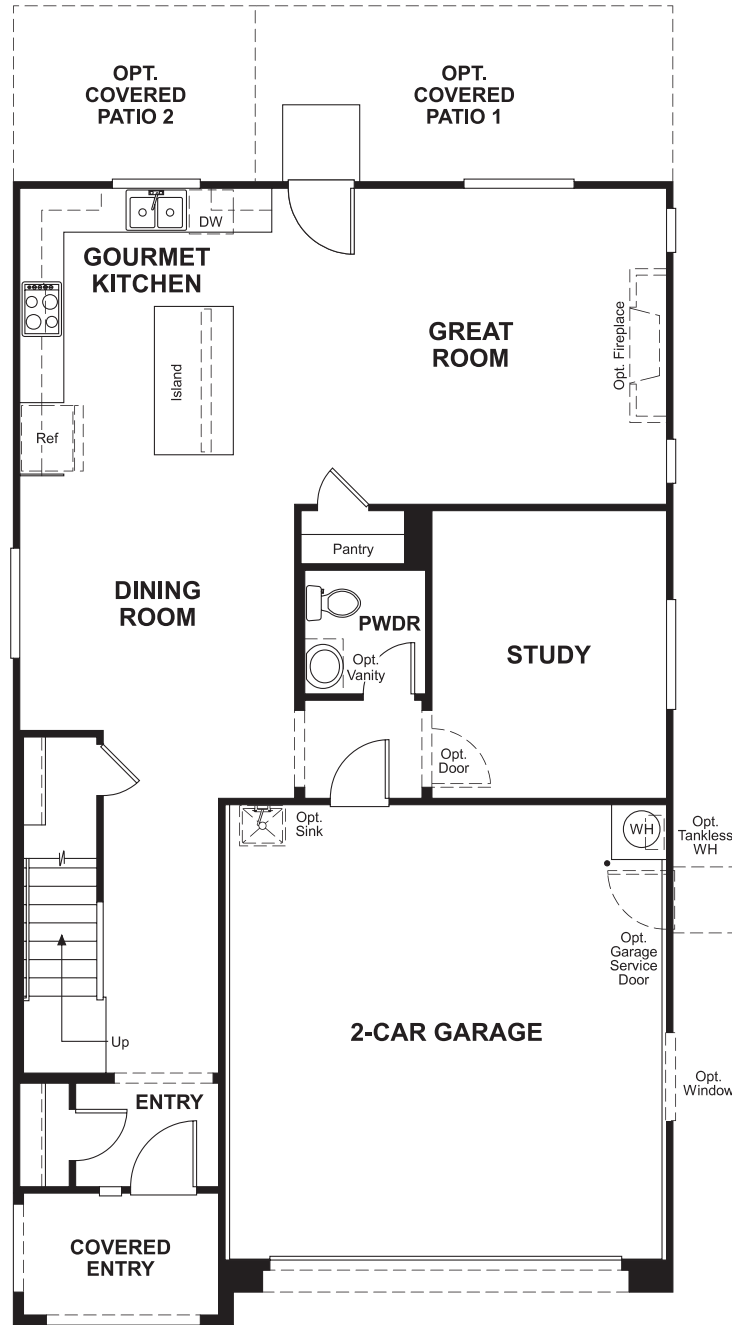 OPT.
COVERED
PATIO 2
OPT.
COVERED
PATIO 1
DW
GOURMET
KITCHEN
GREAT
ROOM
Opt. Fireplace
Island
Ref
Pantry
DINING
ROOM
PWDR
Opt.
Vanity
STUDY
Opt.
Door
Opt.
Sink
WH
Opt.
Tankless
WH
Opt.
Garage
Service
Door
2-CAR GARAGE
Up
Opt.
Window
ENTRY
COVERED
ENTRY